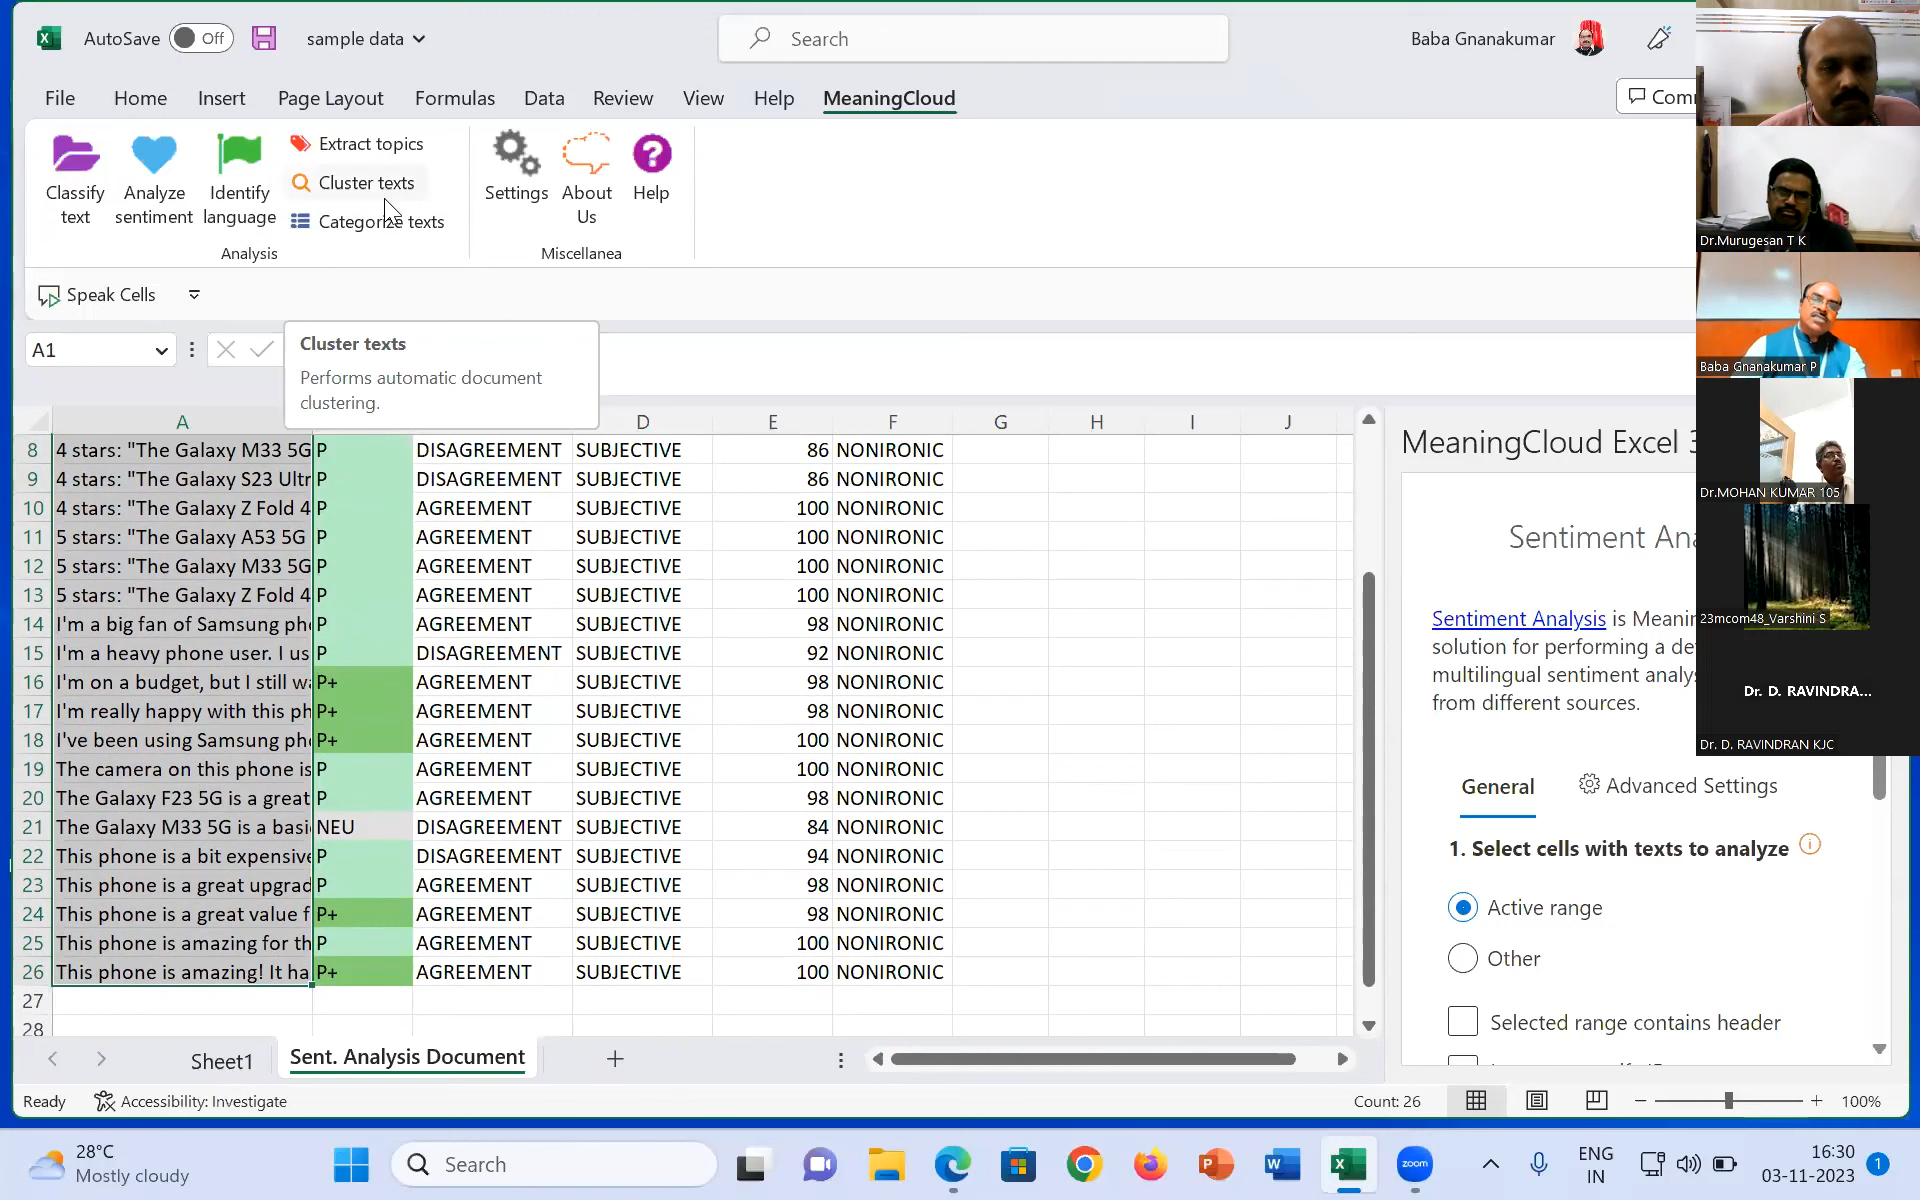 AutoSave Off sample data Search Baba Gnanakumar
File Home Insert Page Layout Formulas Data Review View Help MeaningCloud
Classify text
Analyze sentiment
Identify language
Extract topics
Cluster texts
Categorize texts
Analysis
Settings
About Us
Help
Miscellanea
Speak Cells
A1
Cluster texts
Performs automatic document
clustering.
A D E F G H I J
8 4 stars: "The Galaxy M33 5G P DISAGREEMENT SUBJECTIVE 86 NONIRONIC
9 4 stars: "The Galaxy S23 Ultr P DISAGREEMENT SUBJECTIVE 86 NONIRONIC
10 4 stars: "The Galaxy Z Fold 4 P AGREEMENT SUBJECTIVE 100 NONIRONIC
11 5 stars: "The Galaxy A53 5G P AGREEMENT SUBJECTIVE 100 NONIRONIC
12 5 stars: "The Galaxy M33 5G P AGREEMENT SUBJECTIVE 100 NONIRONIC
13 5 stars: "The Galaxy Z Fold 4 P AGREEMENT SUBJECTIVE 100 NONIRONIC
14 I'm a big fan of Samsung ph P AGREEMENT SUBJECTIVE 98 NONIRONIC
15 I'm a heavy phone user. I us P DISAGREEMENT SUBJECTIVE 92 NONIRONIC
16 I'm on a budget, but I still w P+ AGREEMENT SUBJECTIVE 98 NONIRONIC
17 I'm really happy with this ph P+ AGREEMENT SUBJECTIVE 98 NONIRONIC
18 I've been using Samsung ph P+ AGREEMENT SUBJECTIVE 100 NONIRONIC
19 The camera on this phone is P AGREEMENT SUBJECTIVE 100 NONIRONIC
20 The Galaxy F23 5G is a great P AGREEMENT SUBJECTIVE 98 NONIRONIC
21 The Galaxy M33 5G is a basi NEU DISAGREEMENT SUBJECTIVE 84 NONIRONIC
22 This phone is a bit expensive P DISAGREEMENT SUBJECTIVE 94 NONIRONIC
23 This phone is a great upgrad P AGREEMENT SUBJECTIVE 98 NONIRONIC
24 This phone is a great value f P+ AGREEMENT SUBJECTIVE 98 NONIRONIC
25 This phone is amazing for th P AGREEMENT SUBJECTIVE 100 NONIRONIC
26 This phone is amazing! It ha P+ AGREEMENT SUBJECTIVE 100 NONIRONIC
27
28
Sheet1 Sent. Analysis Document
Ready Accessibility: Investigate Count: 26 100%
MeaningCloud Excel
Sentiment Ana
Sentiment Analysis is Meanin
solution for performing a de
multilingual sentiment analys
from different sources.
General Advanced Settings
1. Select cells with texts to analyze
Active range
Other
Selected range contains header
Com
Dr.Murugesan T K
Baba Gnanakumar P
Dr.MOHAN KUMAR 105
23mcom48_Varshini S
Dr. D. RAVINDRA...
Dr. D. RAVINDRAN KJC
28°C
Mostly cloudy
Search
zoom
ENG
IN
16:30
03-11-2023
1